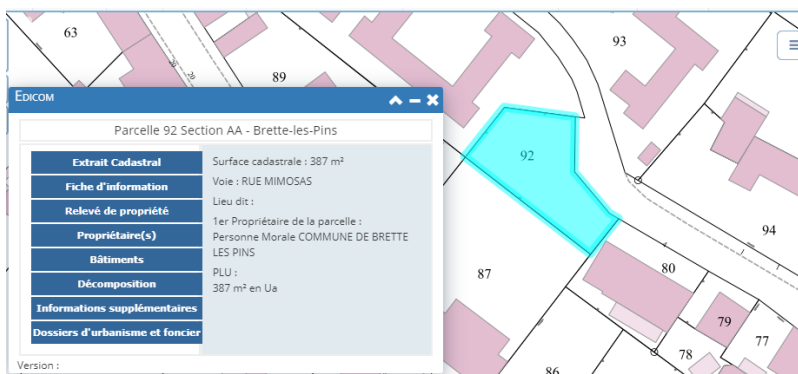 63
93
20
20
89
EDICOM
Parcelle 92 Section AA - Brette-les-Pins
Extrait Cadastral
Fiche d'information
Relevé de propriété
Propriétaire(s)
Bâtiments
Décomposition
Informations supplémentaires
Dossiers d'urbanisme et foncier
Surface cadastrale : 387 m²
Voie : RUE MIMOSAS
Lieu dit :
1er Propriétaire de la parcelle :
Personne Morale COMMUNE DE BRETTE
LES PINS
PLU :
387 m² en Ua
Version :
92
94
87
80
79
77
78
86